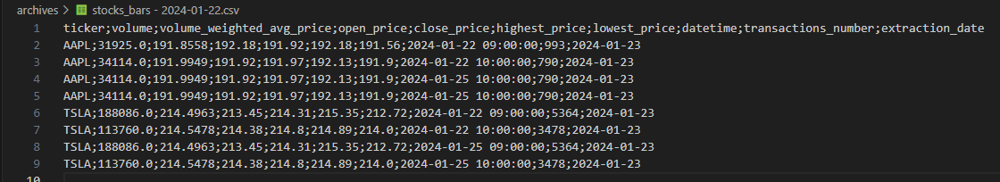 archives > stocks_bars - 2024-01-22.csv
1 ticker;volume;volume_weighted_avg_price;open_price;close_price;highest_price;lowest_price;datetime;transactions_number;extraction_date
2 AAPL;31925.0;191.8558;192.18;191.92;192.18;191.56;2024-01-22 09:00:00;993;2024-01-23
3 AAPL;34114.0;191.9949;191.92;191.97;192.13;191.9;2024-01-22 10:00:00;790;2024-01-23
4 AAPL;34114.0;191.9949;191.92;191.97;192.13;191.9;2024-01-25 10:00:00;790;2024-01-23
5 AAPL;34114.0;191.9949;191.92;191.97;192.13;191.9;2024-01-25 10:00:00;790;2024-01-23
6 TSLA;188086.0;214.4963;213.45;214.31;215.35;212.72;2024-01-22 09:00:00;5364;2024-01-23
7 TSLA;113760.0;214.5478;214.38;214.8;214.89;214.0;2024-01-22 10:00:00;3478;2024-01-23
8 TSLA;188086.0;214.4963;213.45;214.31;215.35;212.72;2024-01-25 09:00:00;5364;2024-01-23
9 TSLA;113760.0;214.5478;214.38;214.8;214.89;214.0;2024-01-25 10:00:00;3478;2024-01-23
10